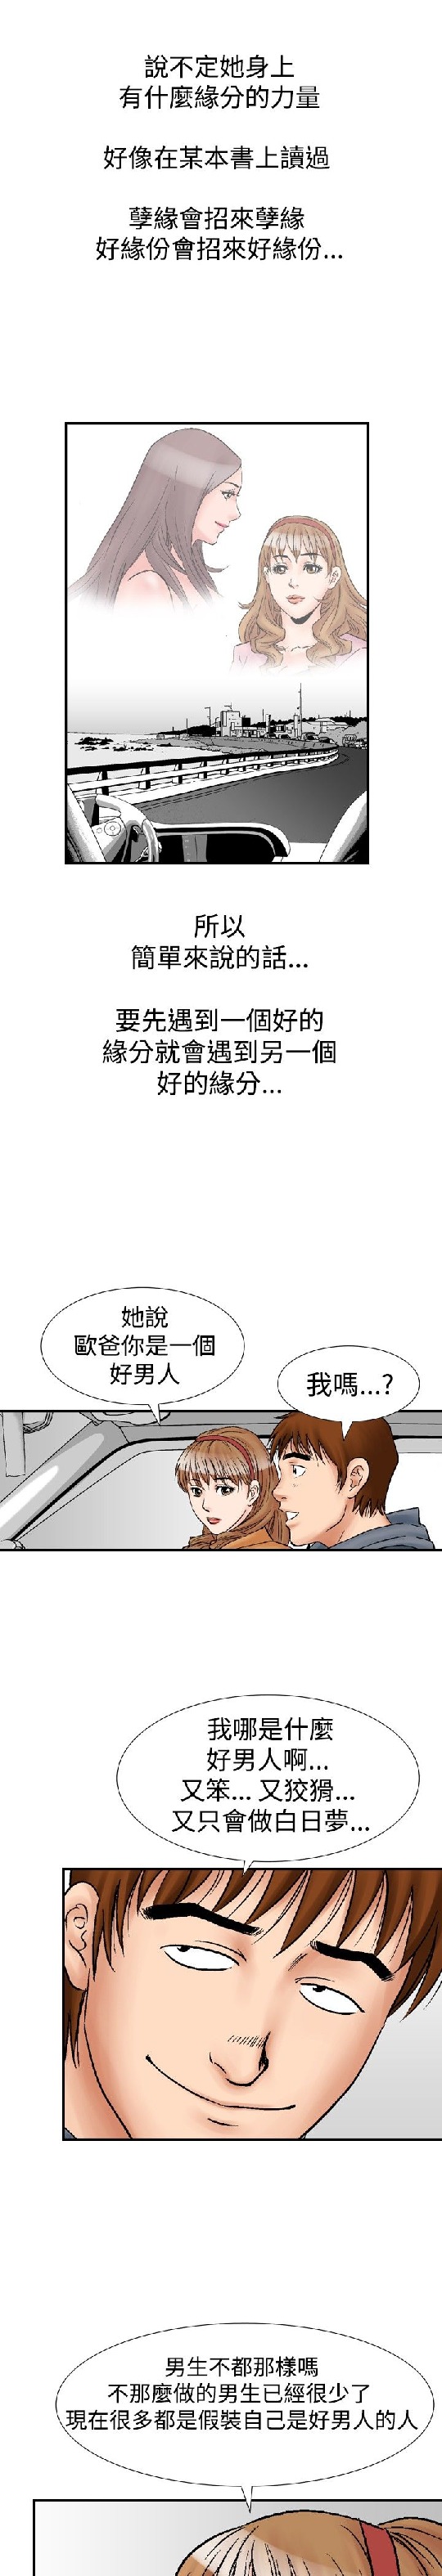 說不定她身上
有什麼緣分的力量
好像在某本書上讀過
孽緣會招來孽緣
好緣份會招來好緣份...
所以
簡單來說的話...
要先遇到一個好的
緣分就會遇到另一個
好的緣分...
她說
歐爸你是一個
好男人
我嗎...?
我哪是什麼
好男人啊...
又笨... 又狡猾...
又只會做白日夢...
男生不都那樣嗎
不那麼做的男生已經很少了
現在很多都是假裝自己是好男人的人